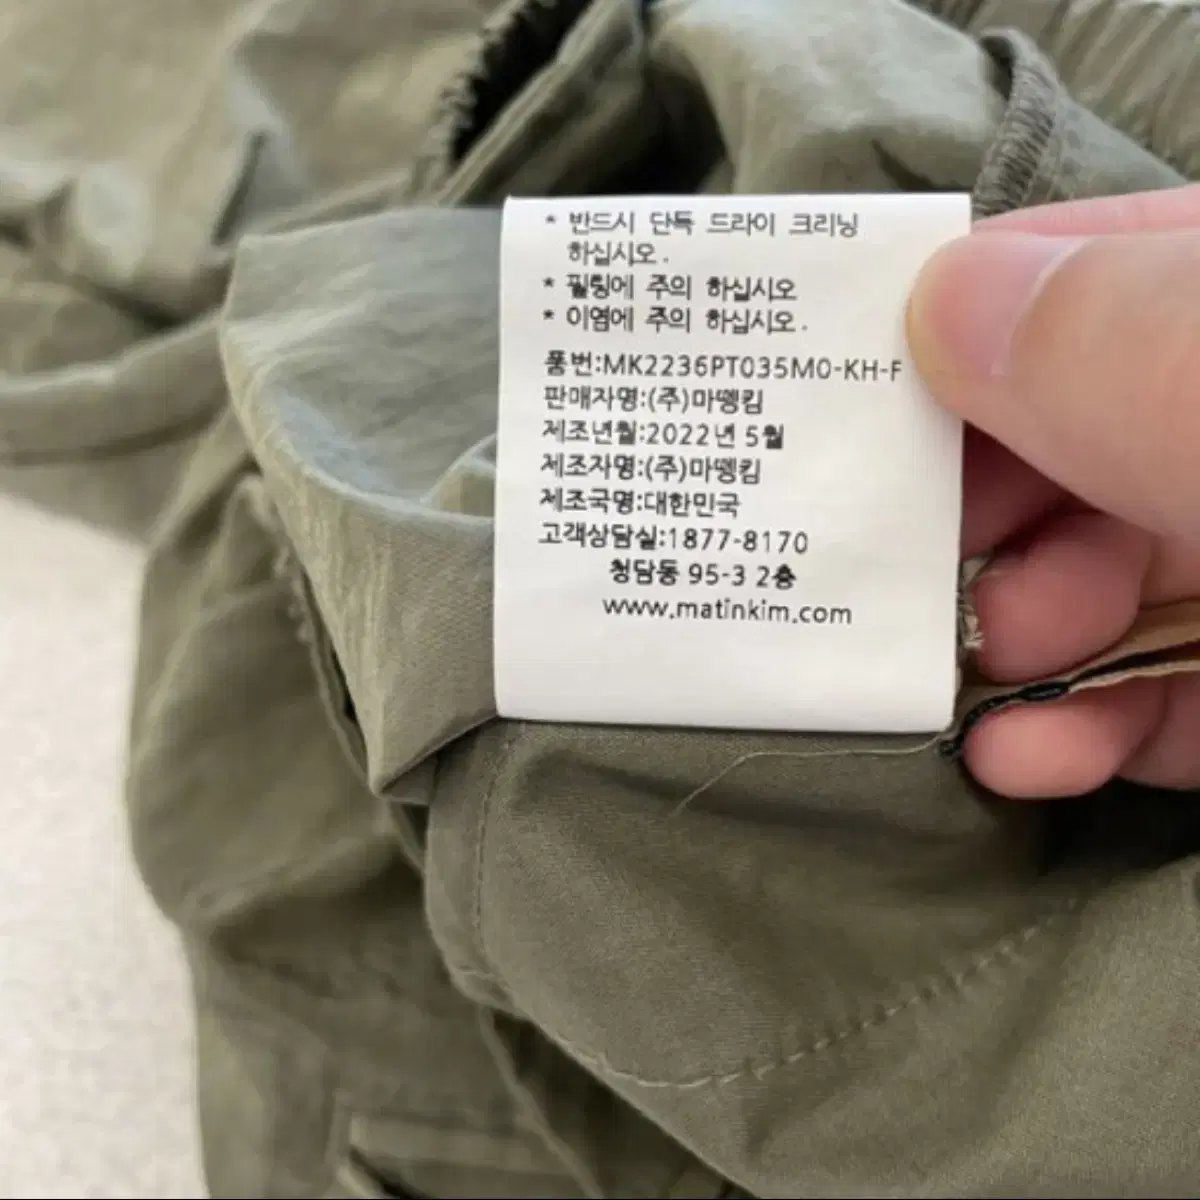 * 반드시 단독 드라이 크리닝
하십시오.
* 필링에 주의 하십시오
* 이염에 주의 하십시오.
품번:MK2236PT035M0-KH-F
판매자명:(주)마뗑킴
제조년월:2022년 5월
제조자명:(주)마뗑킴
제조국명:대한민국
고객상담실:1877-8170
청담동 95-3 2층
www.matinkim.com